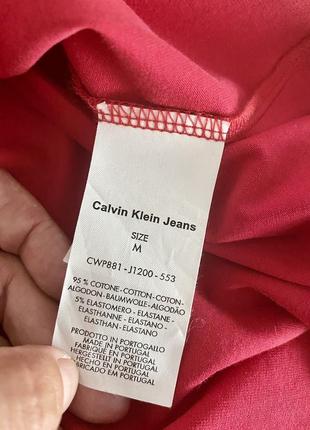 Calvin Klein Jeans
SIZE
M
CWP881-J1200-553
95 % COTONE-COTTON-COTON-
ALGODON-BAUMWOLLE-ALGODÃO
5% ELASTOMERO-ELASTANE-
ELASTHANNE-ELASTANO-
ELASTHAN-ELASTANO
PRODOTTO IN PORTOGALLO
MADE IN PORTUGAL
FABRIQUE EN PORTUGAL
HERGESTELLT IN PORTUGAL
HECHO EN PORTUGAL
FABRICADO EM PORTUGAL